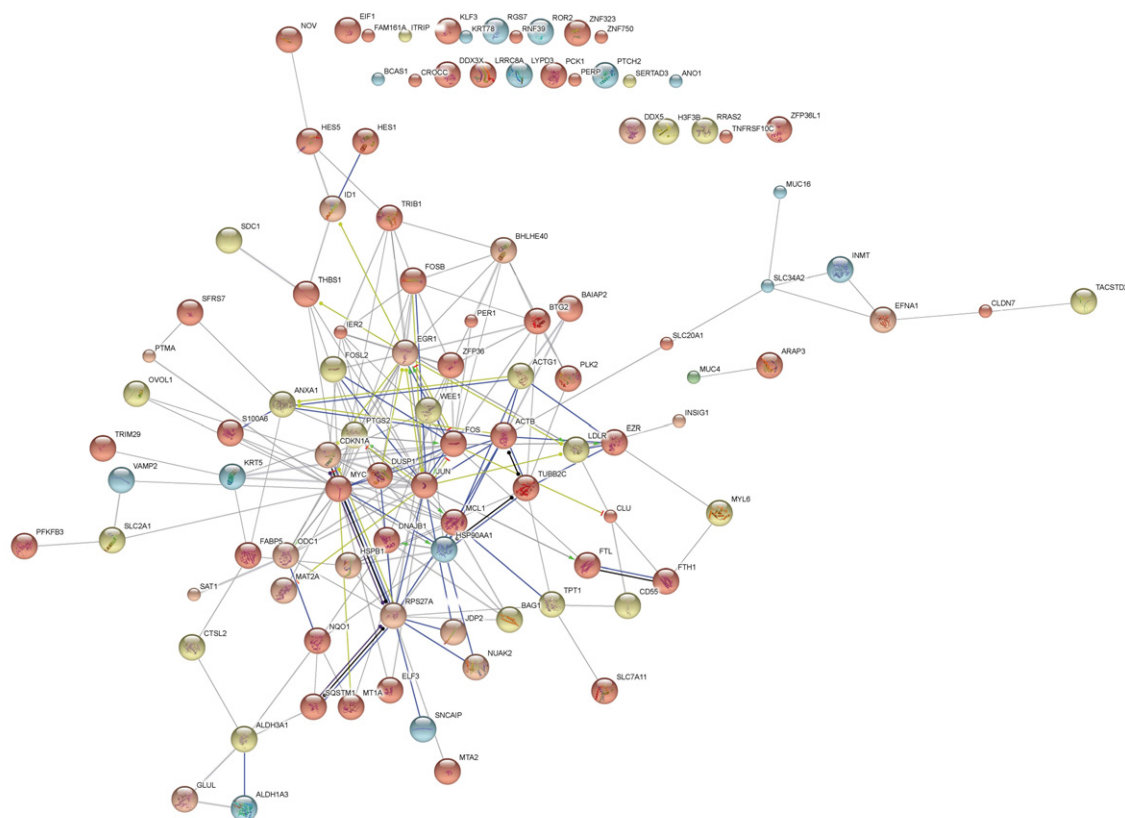 NOV
EIF1
FAM161A
ITRIP
KLF3
KRT78
RGS7
RNF39
ROR2
ZNF323
ZNF750
BCAS1
CROCC
DDX3X
LRRC8A
LYPD3
PCK1
PERP
PTCH2
SERTAD3
ANO1
DDX5
H3F3B
RRAS2
TNFRSF10C
ZFP36L1
HES5
HES1
MUC16
ID1
TRIB1
SDC1
BHLHE40
INMT
SLC34A2
THBS1
FOSB
TACSTD
SFRS7
BAIAP2
BTG2
EFNA1
CLDN7
IER2
PER1
EGR1
PTMA
ZFP36
SLC20A1
FOSL2
ACTG1
PLK2
ARAP3
MUC4
OVOL1
ANXA1
WEE1
S100A6
PTGS2
ACTB
INSIG1
TRIM29
CDKN1A
FOS
LDLR
EZR
VAMP2
KRT5
DUSP1
MYC
JUN
TUBB2C
SLC2A1
MCL1
CLU
MYL6
PFKFB3
DNAJB1
FABP5
ODC1
HSPB1
HSP90AA1
FTL
FTH1
SAT1
MAT2A
RPS27A
TPT1
CD55
BAG1
JDP2
CTSL2
NQO1
NUAK2
SLC7A11
SQSTM1
MT1A
ELF3
SNCAIP
ALDH3A1
MTA2
GLUL
ALDH1A3